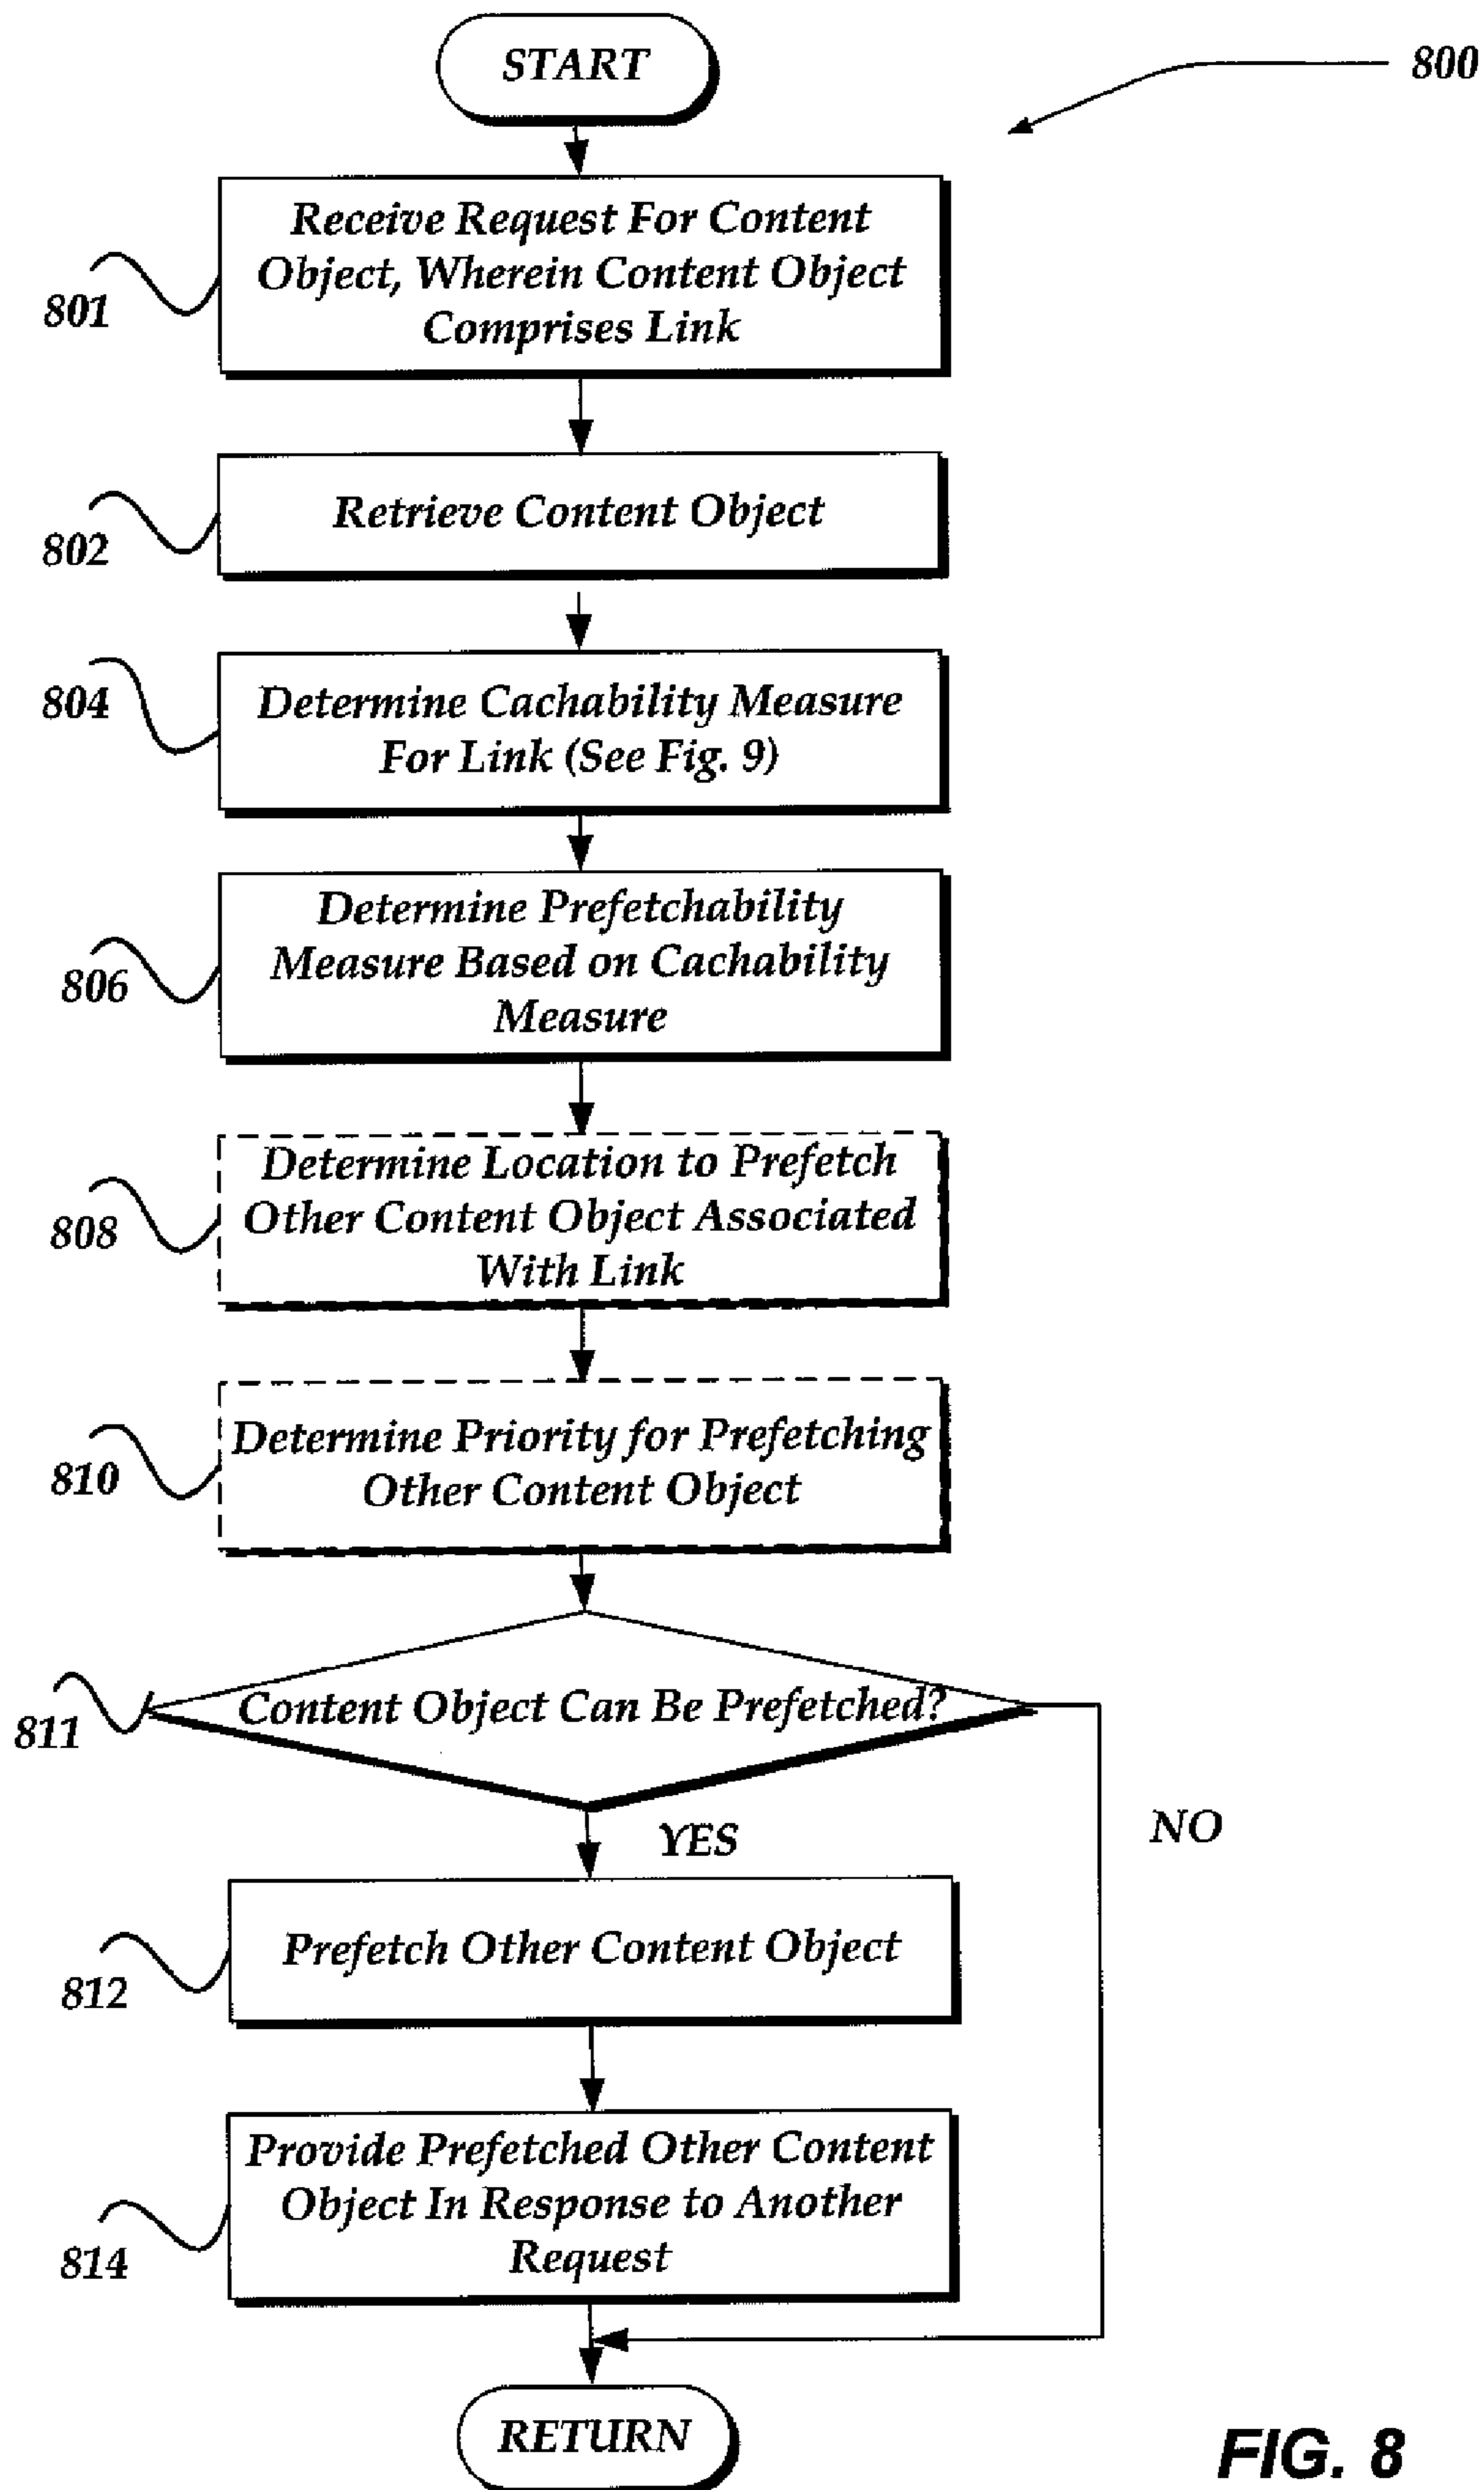 START
800
Receive Request For Content
Object, Wherein Content Object
Comprises Link
801
Retrieve Content Object
802
Determine Cachability Measure
For Link (See Fig. 9)
804
Determine Prefetchability
Measure Based on Cachability
Measure
806
Determine Location to Prefetch
Other Content Object Associated
With Link
808
Determine Priority for Prefetching
Other Content Object
810
Content Object Can Be Prefetched?
811
YES
NO
Prefetch Other Content Object
812
Provide Prefetched Other Content
Object In Response to Another
Request
814
RETURN
FIG. 8